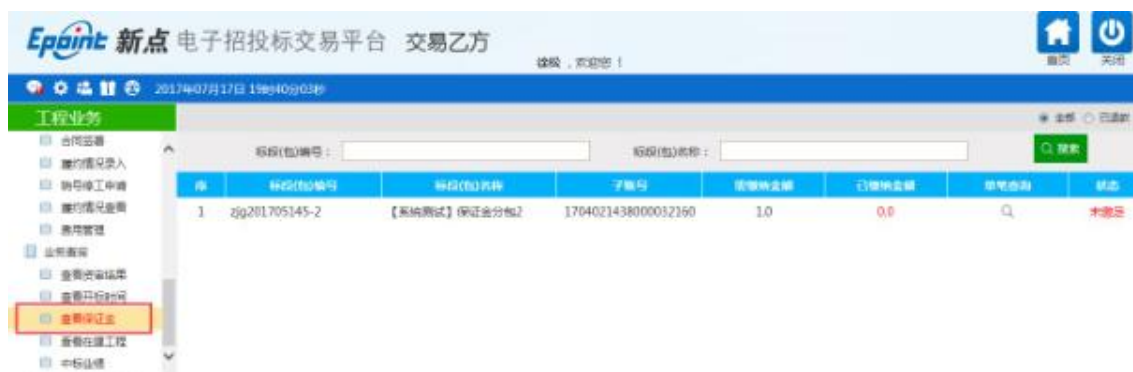 Epoint 新点 电子招投标交易平台 交易乙方
徐俊，欢迎您！
首页 关闭
2017年07月17日 19时40分03秒
工程业务
全部 已退款
合同签署
履约情况录入
标段(包)编号：
标段(包)名称：
搜索
履约情况查看
费用管理
业务查询
查看资审结果
查看开标时间
查看保证金
查看在建工程
中标业绩
序 标段(包)编号 标段(包)名称 子账号 需缴纳金额 已缴纳金额 单笔查询 状态
1 zjg201705145-2 【系统测试】保证金分包2 1704021438000032160 1.0 0.0 未缴足